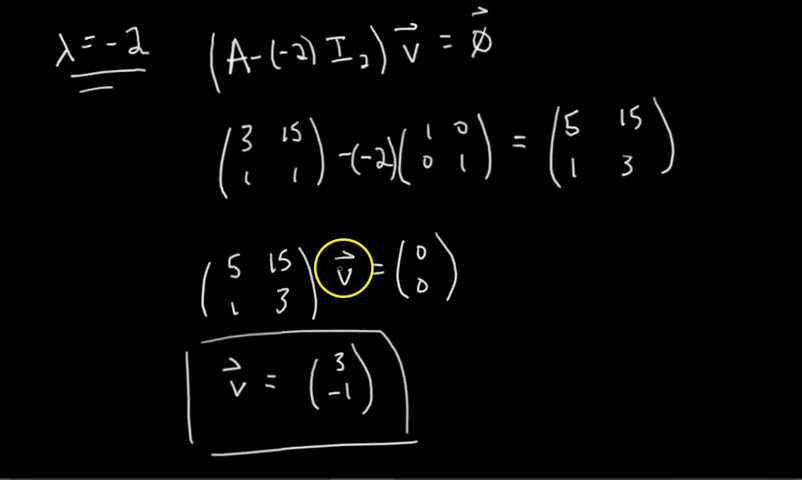 λ = -2 (A - (-2) I₂) v⃗ = 0⃗
(3 15; 1 1) - (-2) (1 0; 0 1) = (5 15; 1 3)
(5 15; 1 3) v⃗ = (0; 0)
v⃗ = (3; -1)